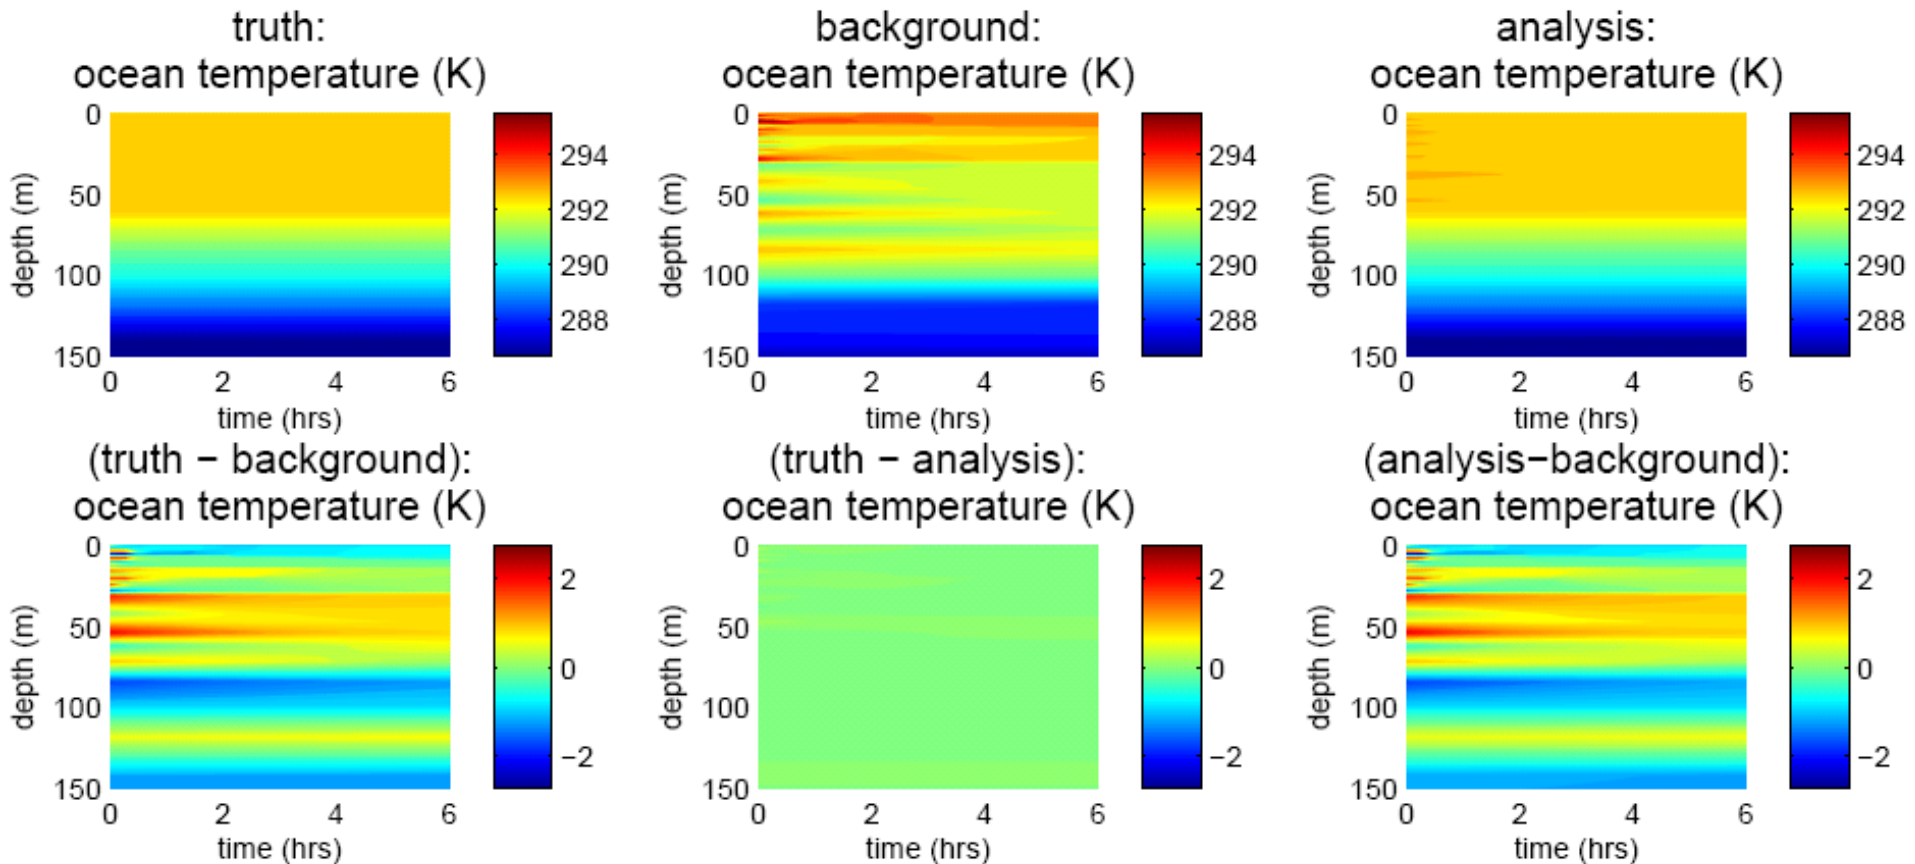 truth:
ocean temperature (K)
0
50
100
150
depth (m)
0 2 4 6
time (hrs)
294
292
290
288
background:
ocean temperature (K)
0
50
100
150
depth (m)
0 2 4 6
time (hrs)
294
292
290
288
analysis:
ocean temperature (K)
0
50
100
150
depth (m)
0 2 4 6
time (hrs)
294
292
290
288
(truth − background):
ocean temperature (K)
0
50
100
150
depth (m)
0 2 4 6
time (hrs)
2
0
−2
(truth − analysis):
ocean temperature (K)
0
50
100
150
depth (m)
0 2 4 6
time (hrs)
2
0
−2
(analysis−background):
ocean temperature (K)
0
50
100
150
depth (m)
0 2 4 6
time (hrs)
2
0
−2